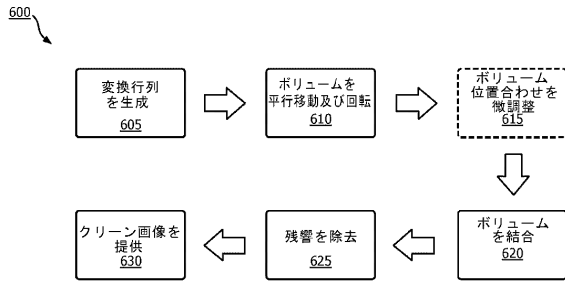 600
変換行列
を生成
605
ボリュームを
平行移動及び回転
610
ボリューム
位置合わせを
微調整
615
ボリューム
を結合
620
残響を除去
625
クリーン画像を
提供
630